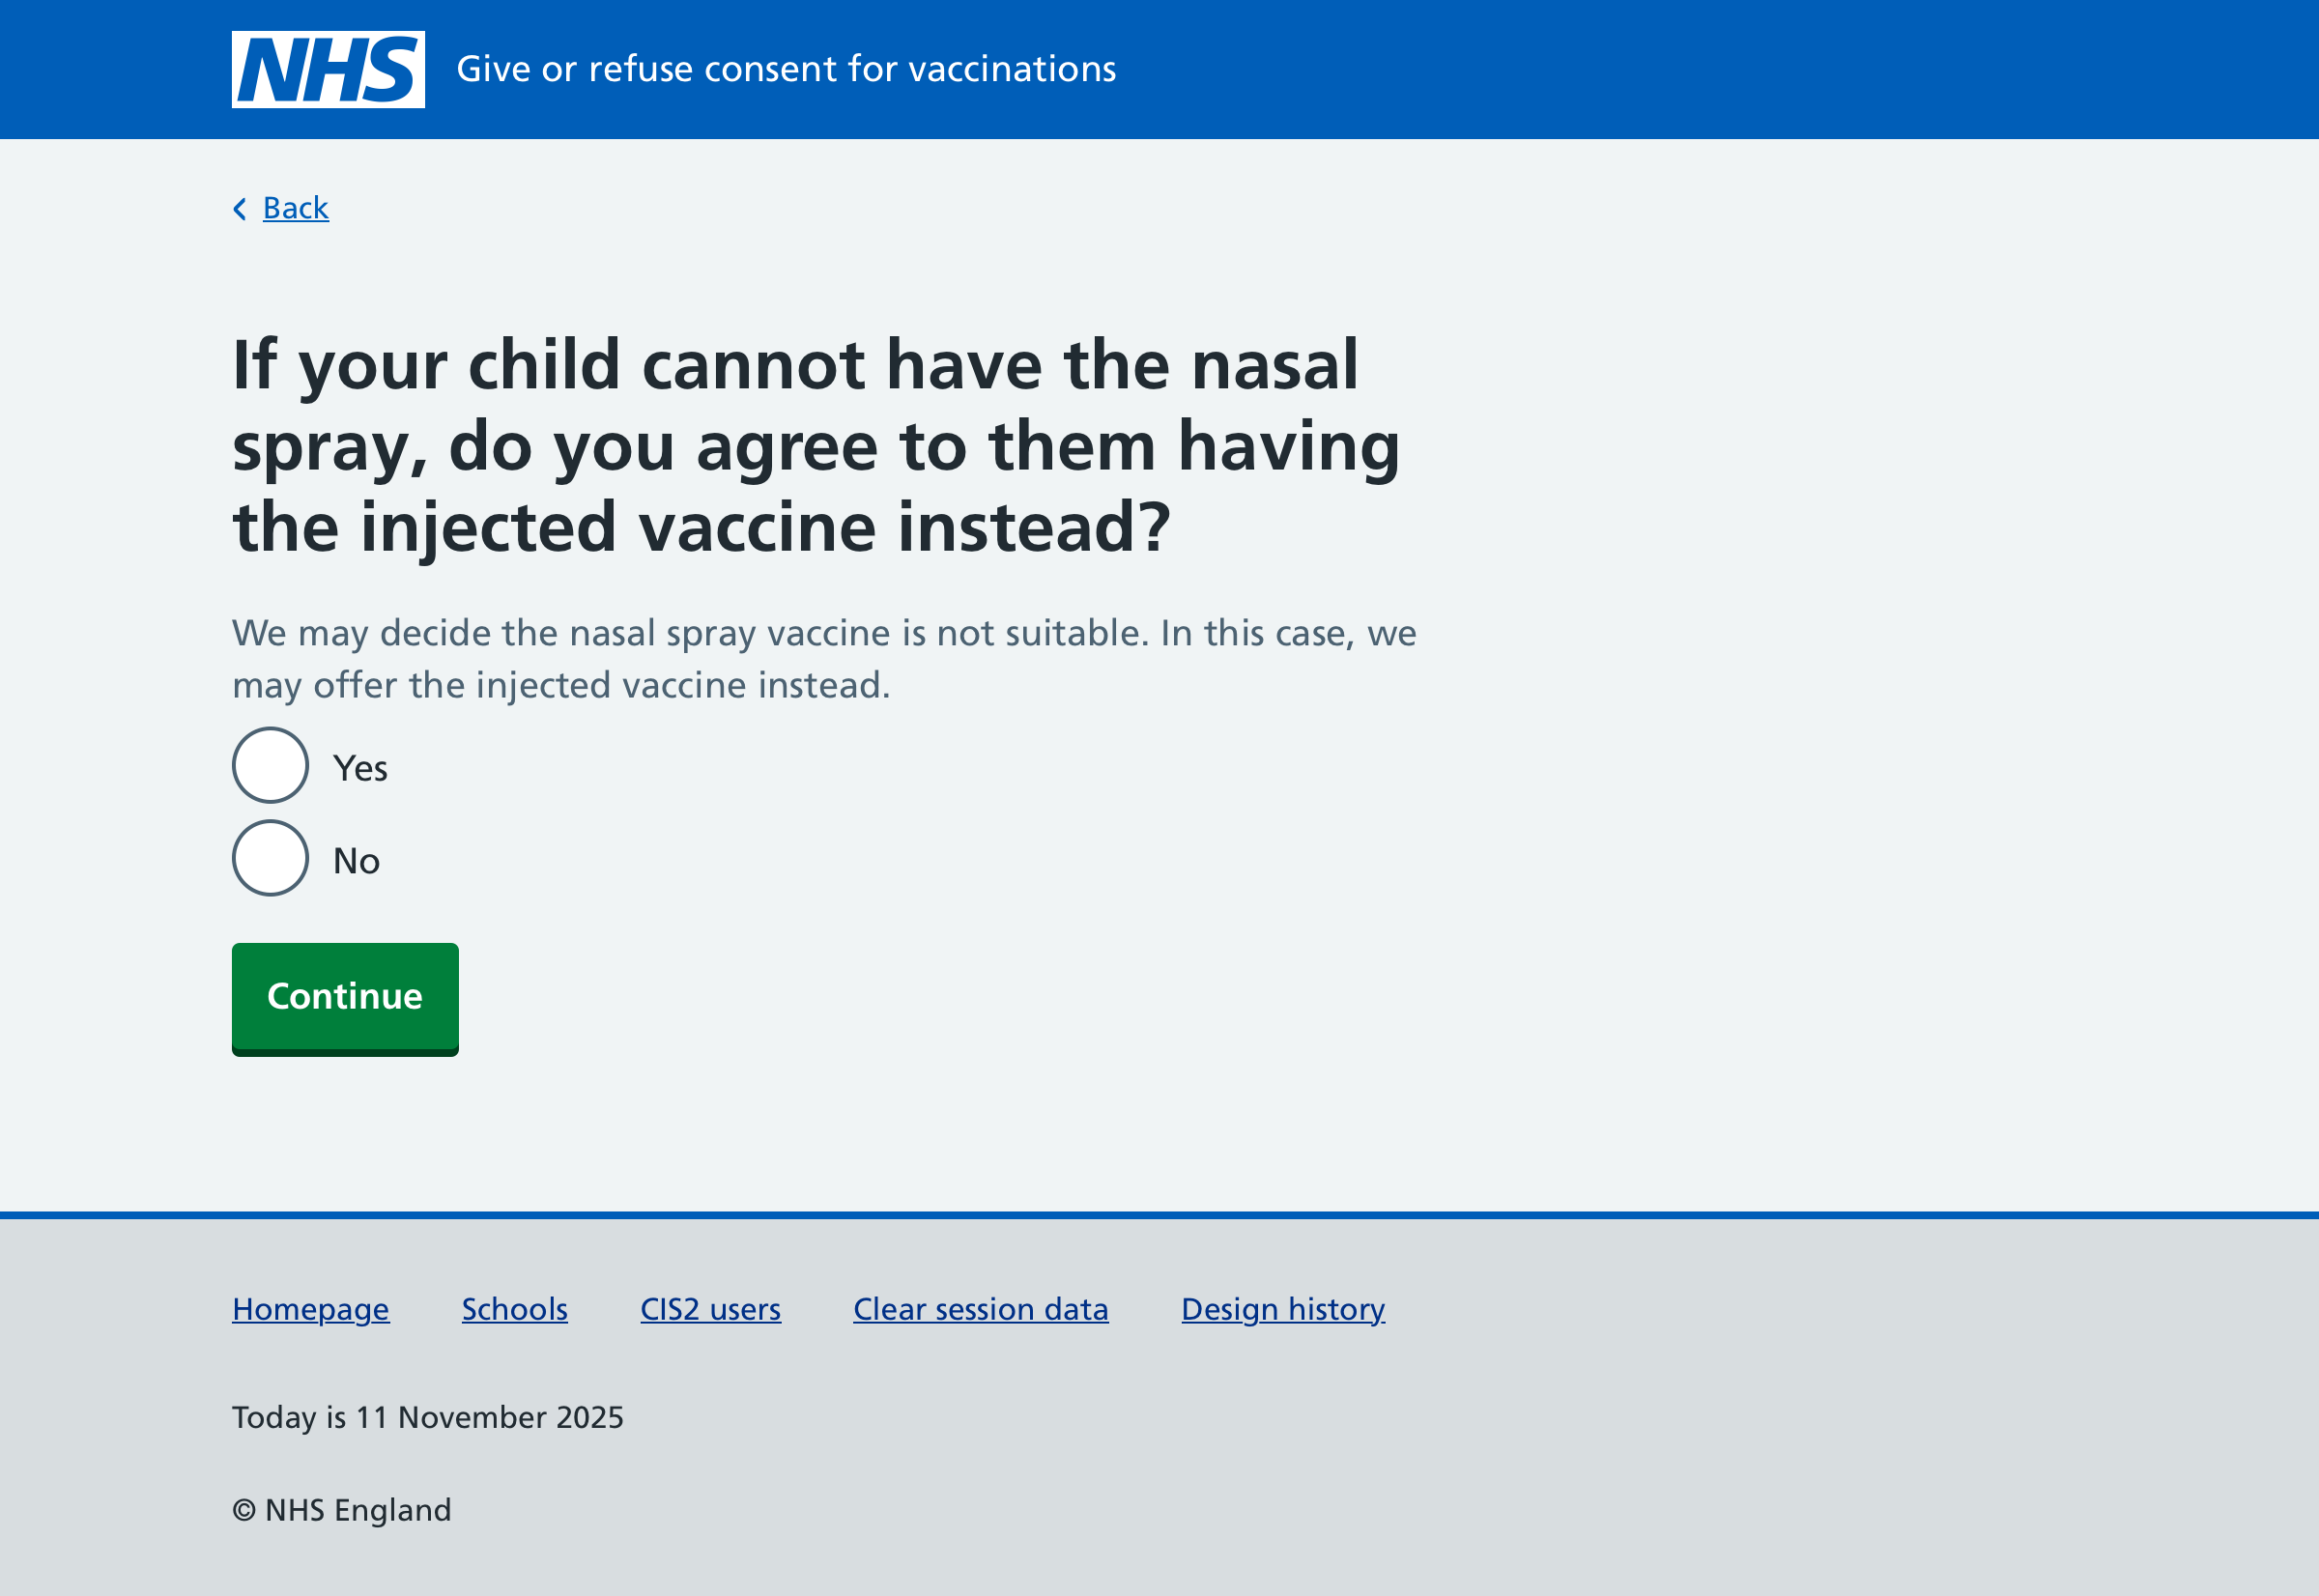 NHS
Give or refuse consent for vaccinations
Back
If your child cannot have the nasal
spray, do you agree to them having
the injected vaccine instead?
We may decide the nasal spray vaccine is not suitable. In this case, we
may offer the injected vaccine instead.
Yes
No
Continue
Homepage Schools CIS2 users Clear session data Design history
Today is 11 November 2025
© NHS England